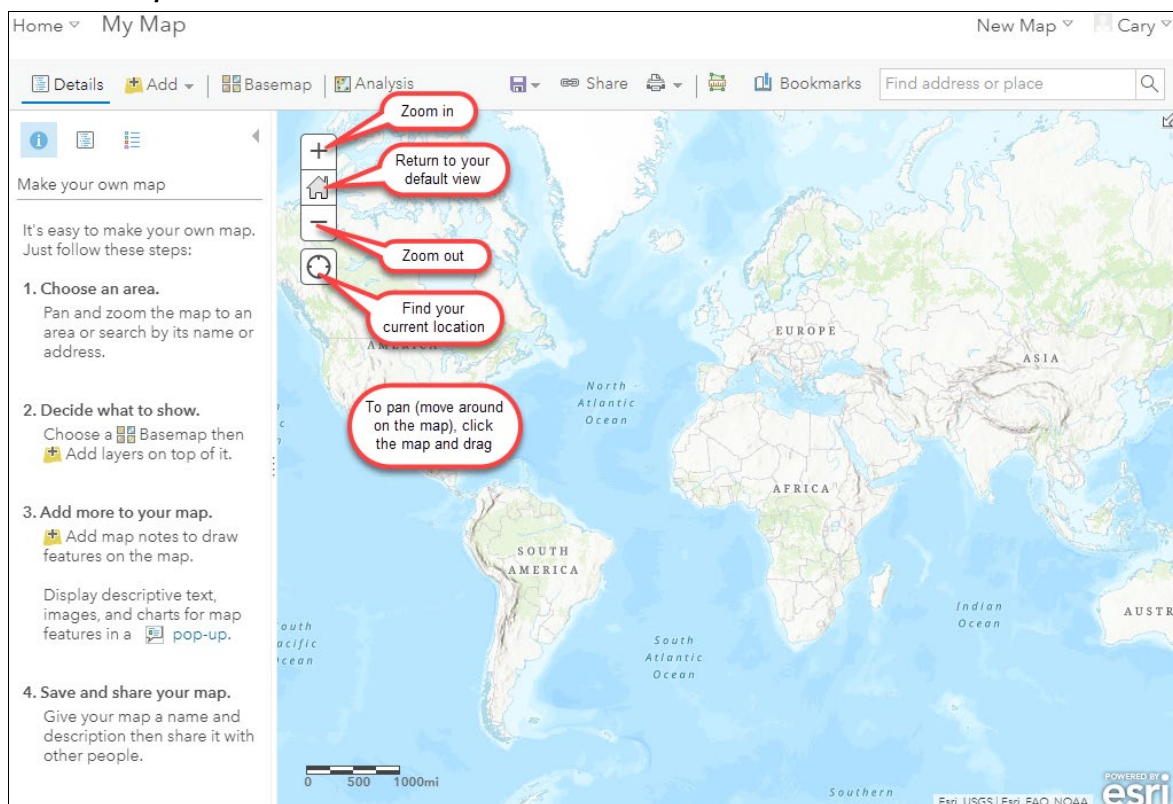 Home My Map New Map Cary
Details Add Basemap Analysis Share Bookmarks Find address or place
Make your own map
It's easy to make your own map.
Just follow these steps:
1. Choose an area.
Pan and zoom the map to an
area or search by its name or
address.
2. Decide what to show.
Choose a Basemap then
Add layers on top of it.
3. Add more to your map.
Add map notes to draw
features on the map.
Display descriptive text,
images, and charts for map
features in a pop-up.
4. Save and share your map.
Give your map a name and
description then share it with
other people.
Zoom in
Return to your
default view
Zoom out
Find your
current location
To pan (move around
on the map), click
the map and drag
AMERICA
North
Atlantic
Ocean
EUROPE
ASIA
AFRICA
SOUTH
AMERICA
South
Atlantic
Ocean
Indian
Ocean
AUSTR
outh
acific
cean
Southern
0 500 1000mi
Esri, USGS | Esri, FAO, NOAA
POWERED BY
esri